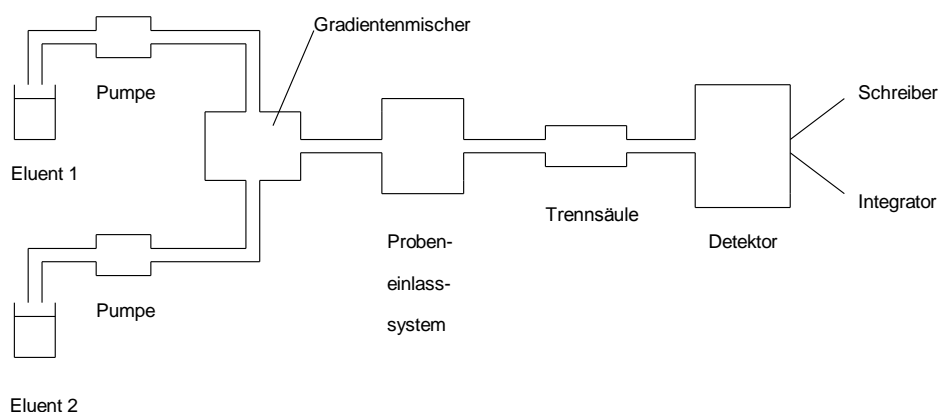 Gradientenmischer
Pumpe
Eluent 1
Schreiber
Integrator
Trennsäule
Detektor
Proben-
einlass-
system
Pumpe
Eluent 2